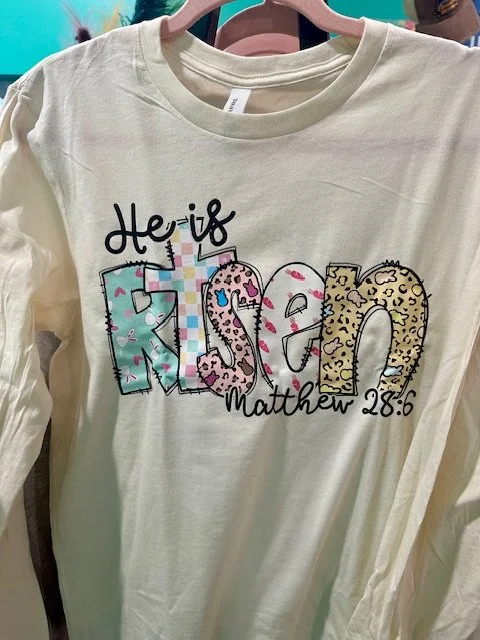 He is
Risen
Matthew 28:6